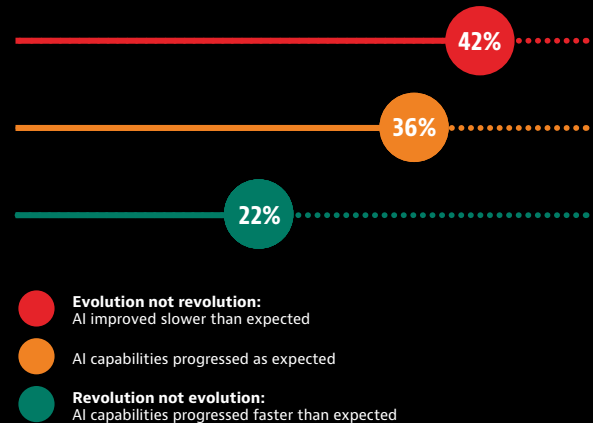 42%
36%
22%
Evolution not revolution:
AI improved slower than expected
AI capabilities progressed as expected
Revolution not evolution:
AI capabilities progressed faster than expected